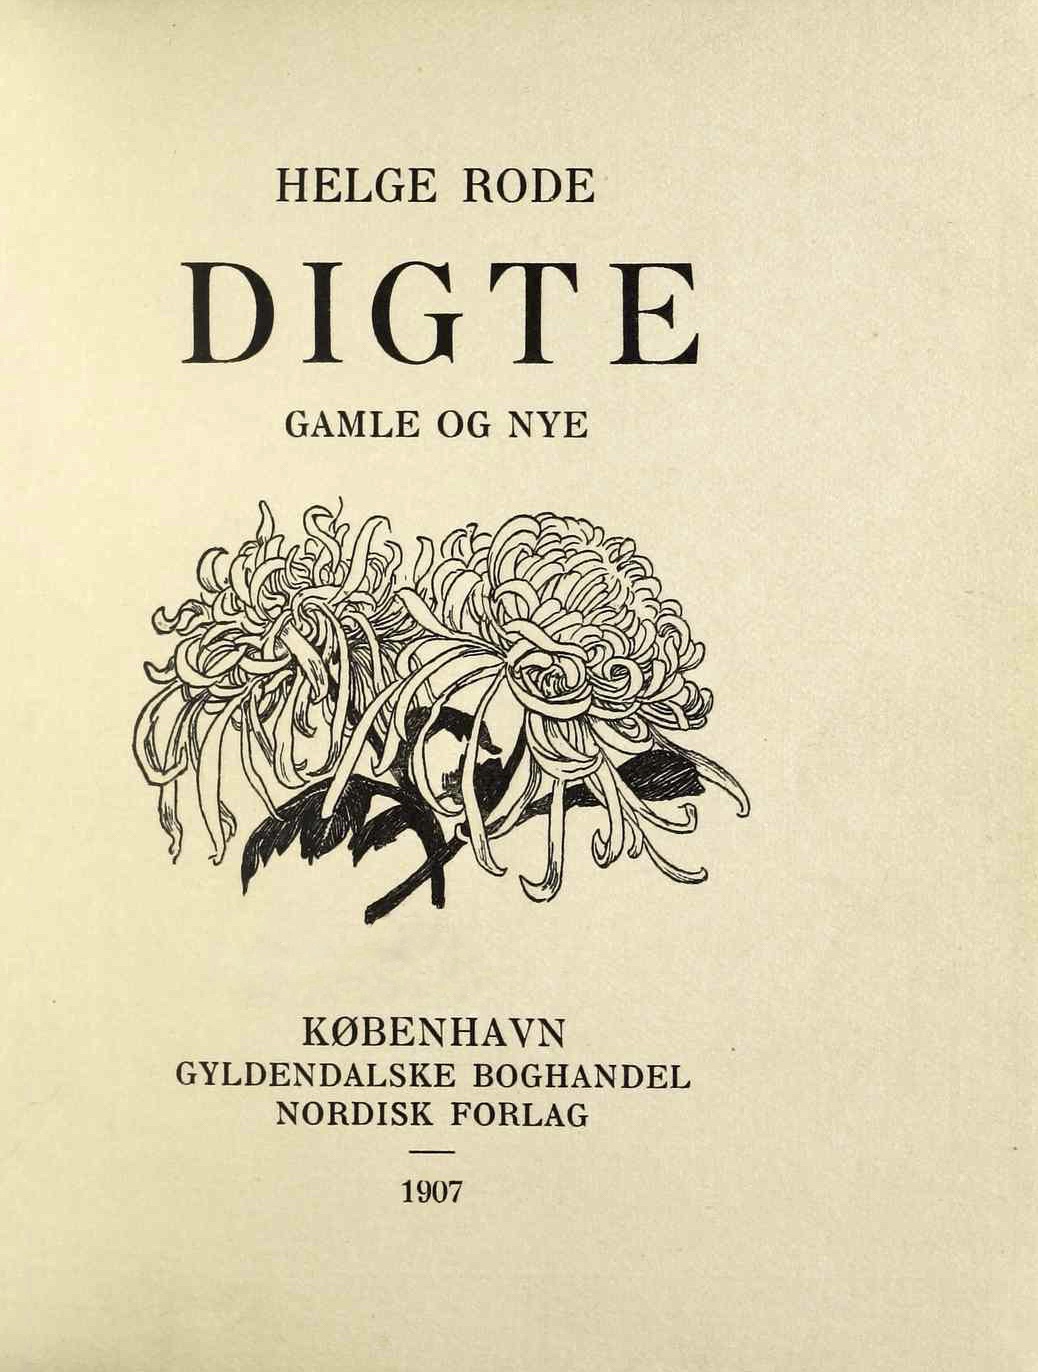 HELGE RODE
DIGTE
GAMLE OG NYE
KØBENHAVN
GYLDENDALSKE BOGHANDEL
NORDISK FORLAG
1907